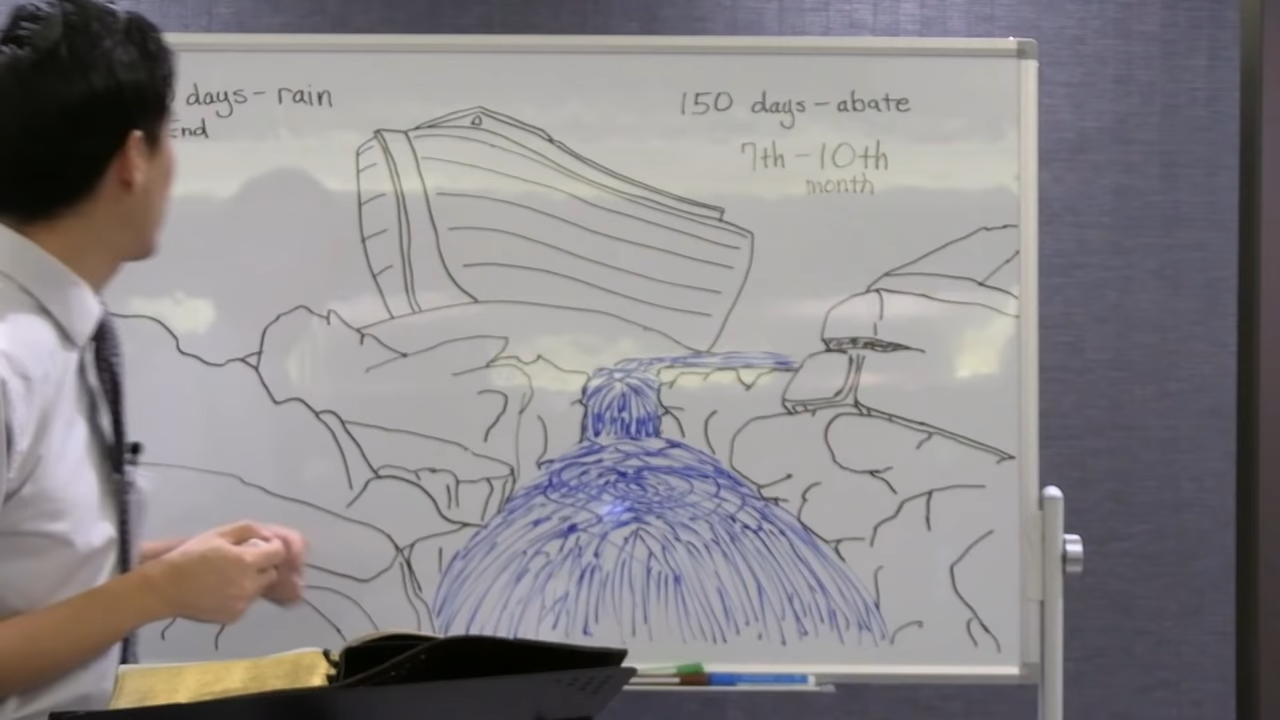 days - rain
End
150 days - abate
7th - 10th
month